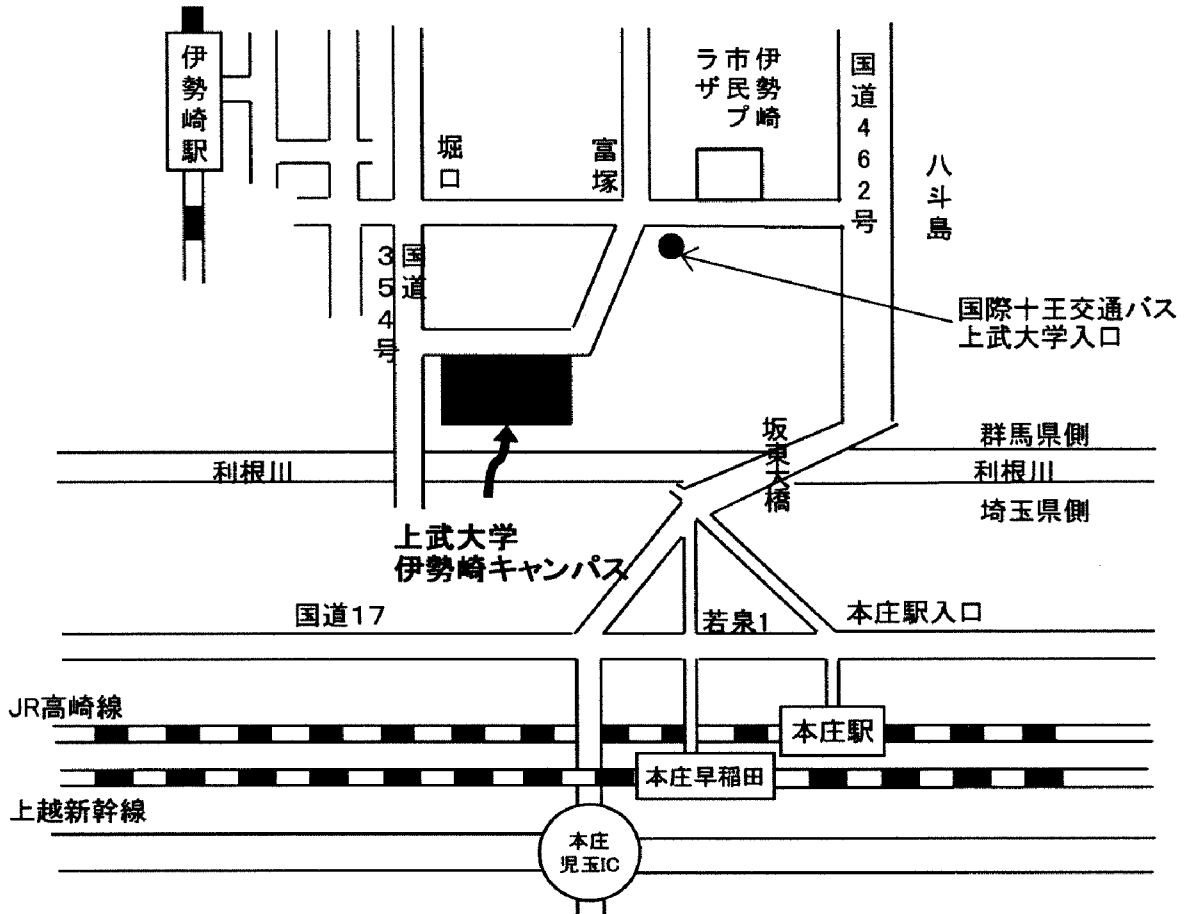 伊勢崎駅
堀口
富塚
伊勢崎
市民プ
ラザ
国道462号
八斗島
国道
354号
国際十王交通バス
上武大学入口
坂東大橋
群馬県側
利根川
利根川
埼玉県側
上武大学
伊勢崎キャンパス
国道17
若泉1
本庄駅入口
JR高崎線
本庄駅
本庄早稲田
上越新幹線
本庄
児玉IC